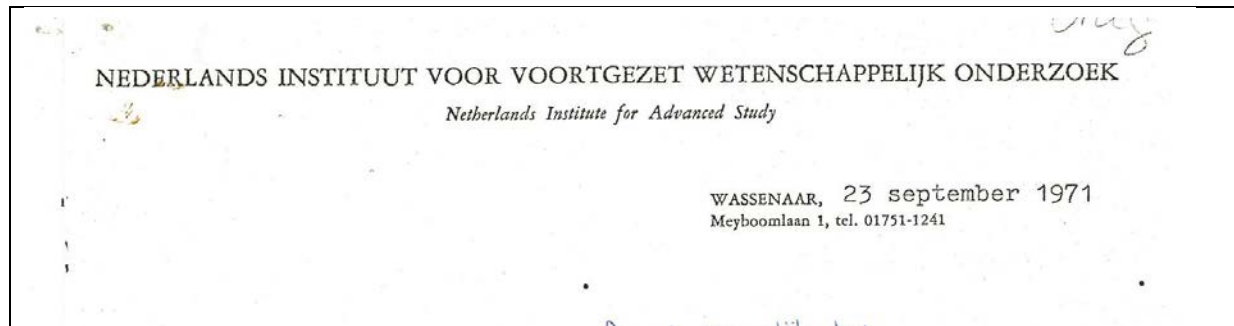 NEDERLANDS INSTITUUT VOOR VOORTGEZET WETENSCHAPPELIJK ONDERZOEK
Netherlands Institute for Advanced Study
WASSENAAR, 23 september 1971
Meyboomlaan 1, tel. 01751-1241